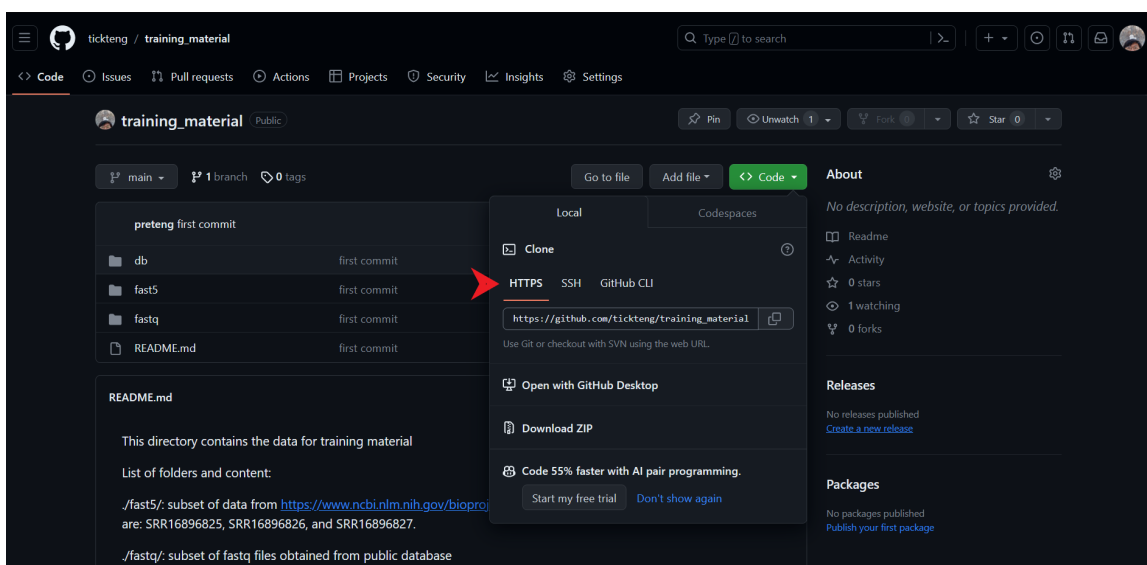 tickteng / training_material
Type / to search
Code Issues Pull requests Actions Projects Security Insights Settings
training_material Public
Pin Unwatch 1 Fork 0 Star 0
main 1 branch 0 tags Go to file Add file Code
preteng first commit
db first commit
fast5 first commit
fastq first commit
README.md first commit
Local Codespaces
Clone
HTTPS SSH GitHub CLI
https://github.com/tickteng/training_material
Use Git or checkout with SVN using the web URL.
Open with GitHub Desktop
Download ZIP
Code 55% faster with AI pair programming.
Start my free trial Don't show again
README.md
This directory contains the data for training material
List of folders and content:
./fast5/: subset of data from https://www.ncbi.nlm.nih.gov/bioproj
are: SRR16896825, SRR16896826, and SRR16896827.
./fastq/: subset of fastq files obtained from public database
About
No description, website, or topics provided.
Readme
Activity
0 stars
1 watching
0 forks
Releases
No releases published
Create a new release
Packages
No packages published
Publish your first package